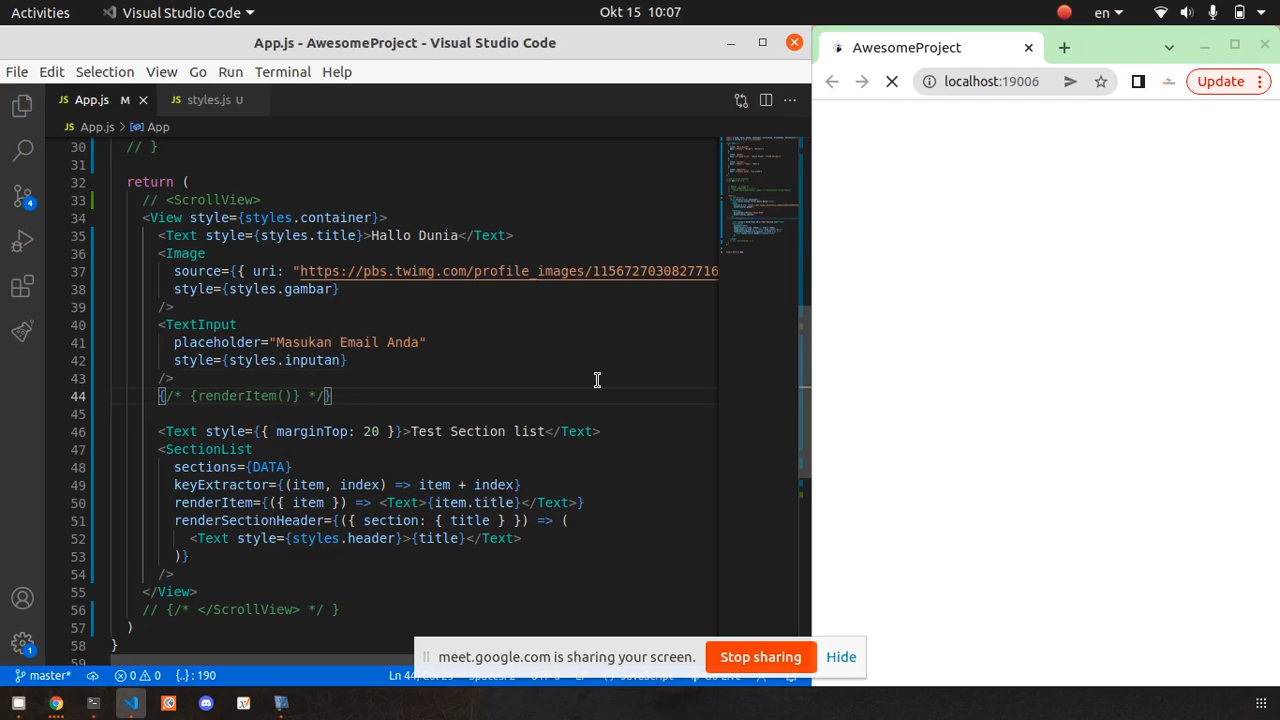 Activities
Visual Studio Code
Okt 15 10:07
en
App.js - AwesomeProject - Visual Studio Code
AwesomeProject
File Edit Selection View Go Run Terminal Help
localhost:19006
Update
JS App.js M
JS styles.js U
JS App.js > App
30 // }
31
32 return (
33 // <ScrollView>
34 <View style={styles.container}>
35 <Text style={styles.title}>Hallo Dunia</Text>
36 <Image
37 source={{ uri: "https://pbs.twimg.com/profile_images/1156727030827716
38 style={styles.gambar}
39 />
40 <TextInput
41 placeholder="Masukan Email Anda"
42 style={styles.inputan}
43 />
44 {/* {renderItem()} */}
45
46 <Text style={{ marginTop: 20 }}>Test Section list</Text>
47 <SectionList
48 sections={DATA}
49 keyExtractor={(item, index) => item + index}
50 renderItem={({ item }) => <Text>{item.title}</Text>}
51 renderSectionHeader={({ section: { title } }) => (
52 <Text style={styles.header}>{title}</Text>
53 )}
54 />
55 </View>
56 // {/* </ScrollView> */ }
57 )
58 }
59
4
1
meet.google.com is sharing your screen.
Stop sharing
Hide
master*
0 0
{..}: 190